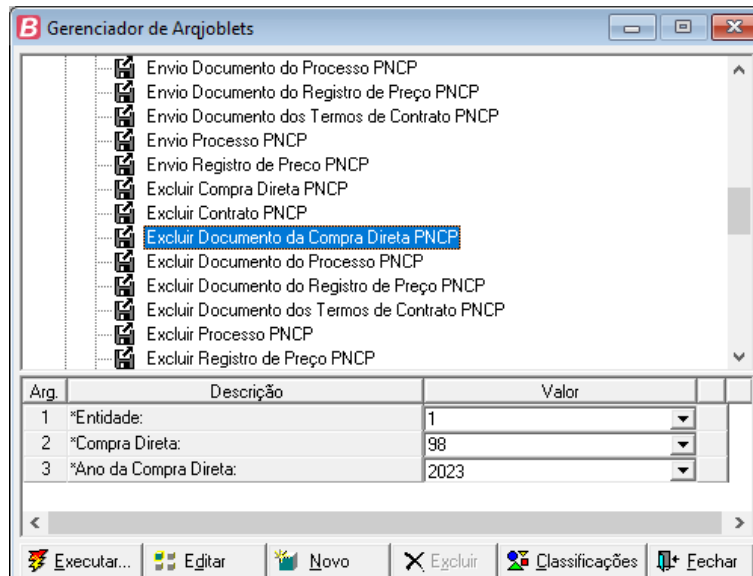 B Gerenciador de Arqjoblets
Envio Documento do Processo PNCP
Envio Documento do Registro de Preço PNCP
Envio Documento dos Termos de Contrato PNCP
Envio Processo PNCP
Envio Registro de Preco PNCP
Excluir Compra Direta PNCP
Excluir Contrato PNCP
Excluir Documento da Compra Direta PNCP
Excluir Documento do Processo PNCP
Excluir Documento do Registro de Preço PNCP
Excluir Documento dos Termos de Contrato PNCP
Excluir Processo PNCP
Excluir Registro de Preço PNCP
Arg. Descrição Valor
1 *Entidade: 1
2 *Compra Direta: 98
3 *Ano da Compra Direta: 2023
Executar... Editar Novo Excluir Classificações Fechar